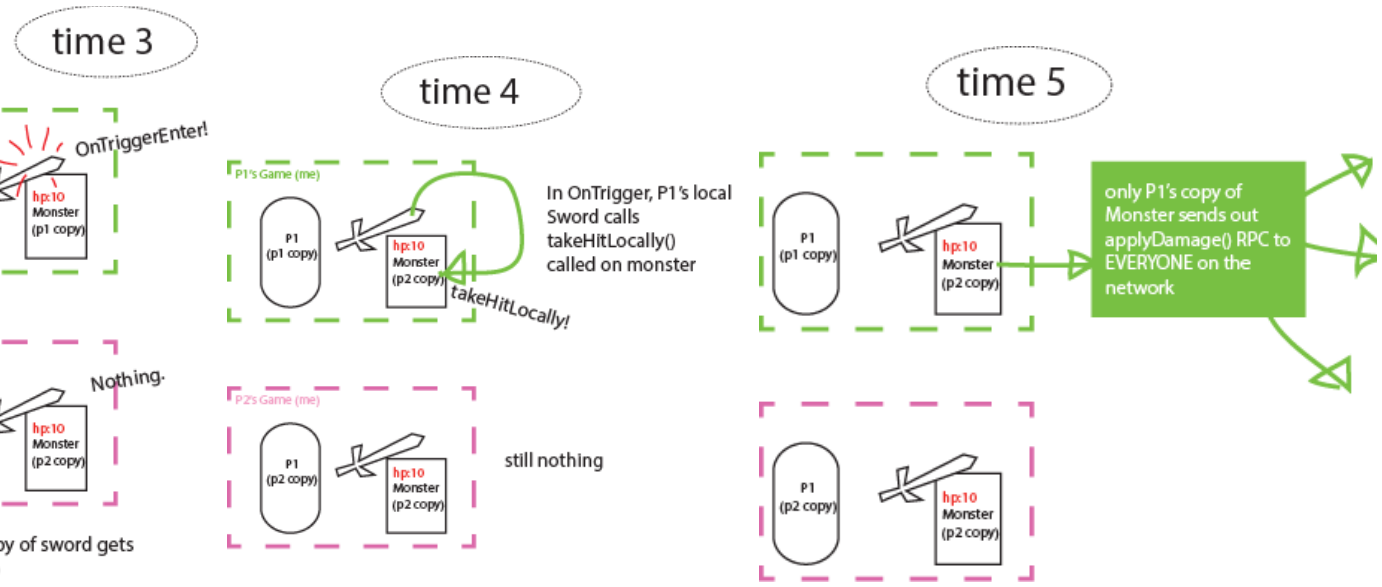 time 3
OnTriggerEnter!
hp:10
Monster
(p1 copy)
Nothing.
hp:10
Monster
(p2 copy)
of sword gets
time 4
P1's Game (me)
P1
(p1 copy)
hp:10
Monster
(p2 copy)
takeHitLocally!
In OnTrigger, P1's local
Sword calls
takeHitLocally()
called on monster
P2's Game (me)
P1
(p2 copy)
hp:10
Monster
(p2 copy)
still nothing
time 5
P1
(p1 copy)
hp:10
Monster
(p2 copy)
only P1's copy of
Monster sends out
applyDamage() RPC to
EVERYONE on the
network
P1
(p2 copy)
hp:10
Monster
(p2 copy)